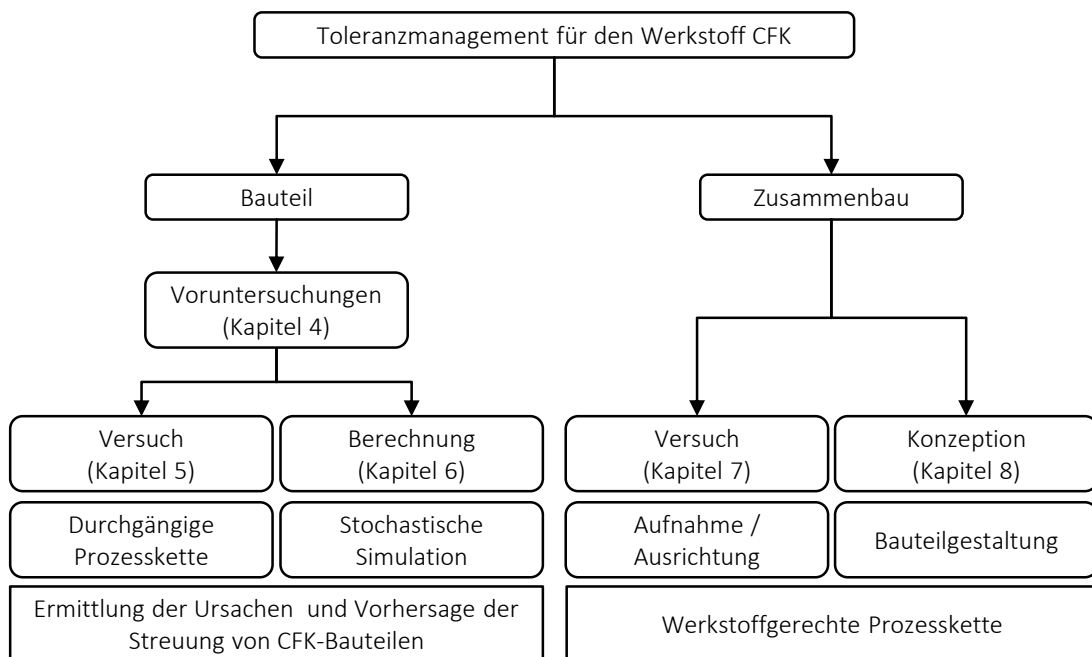 Toleranzmanagement für den Werkstoff CFK
Bauteil
Zusammenbau
Voruntersuchungen
(Kapitel 4)
Versuch
(Kapitel 5)
Berechnung
(Kapitel 6)
Versuch
(Kapitel 7)
Konzeption
(Kapitel 8)
Durchgängige
Prozesskette
Stochastische
Simulation
Aufnahme /
Ausrichtung
Bauteilgestaltung
Ermittlung der Ursachen und Vorhersage der
Streuung von CFK-Bauteilen
Werkstoffgerechte Prozesskette